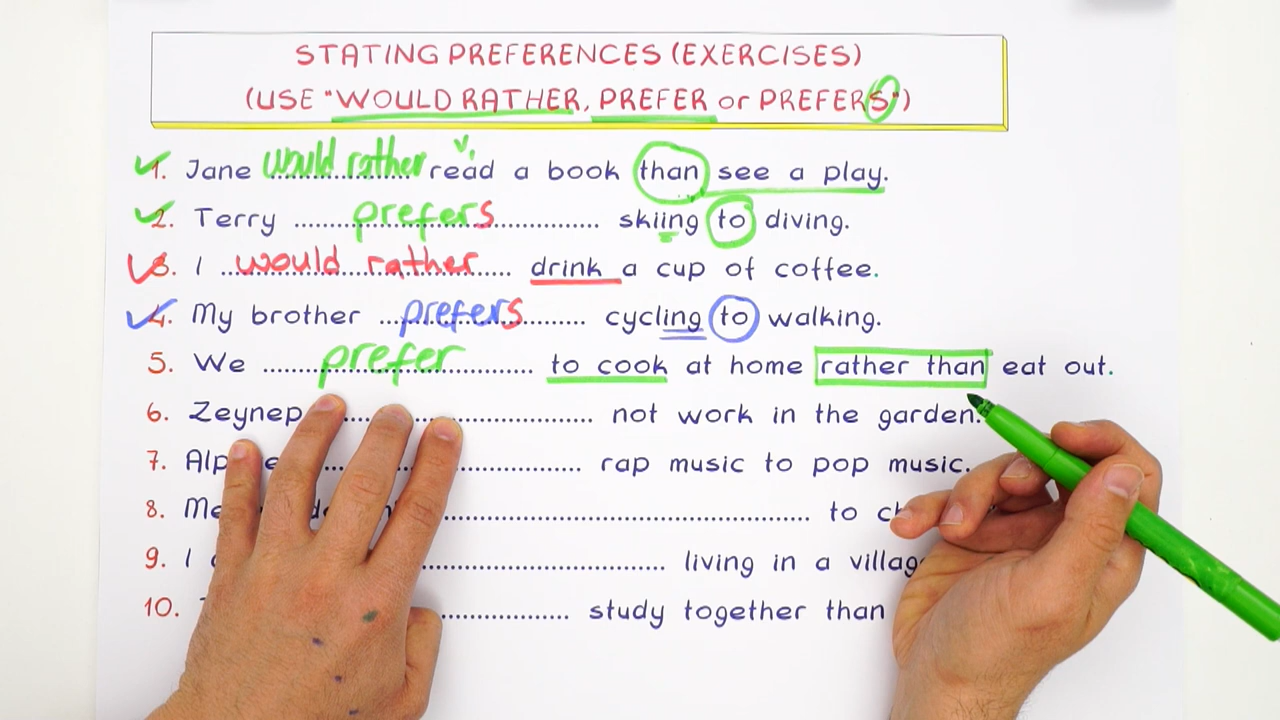 STATING PREFERENCES (EXERCISES)
(USE "WOULD RATHER, PREFER or PREFERS")
1. Jane would rather read a book than see a play.
2. Terry prefers skiing to diving.
3. I would rather drink a cup of coffee.
4. My brother prefers cycling to walking.
5. We prefer to cook at home rather than eat out.
6. Zeynep not work in the garden.
7. rap music to pop music.
8. to
9. I living in a
10. study together than